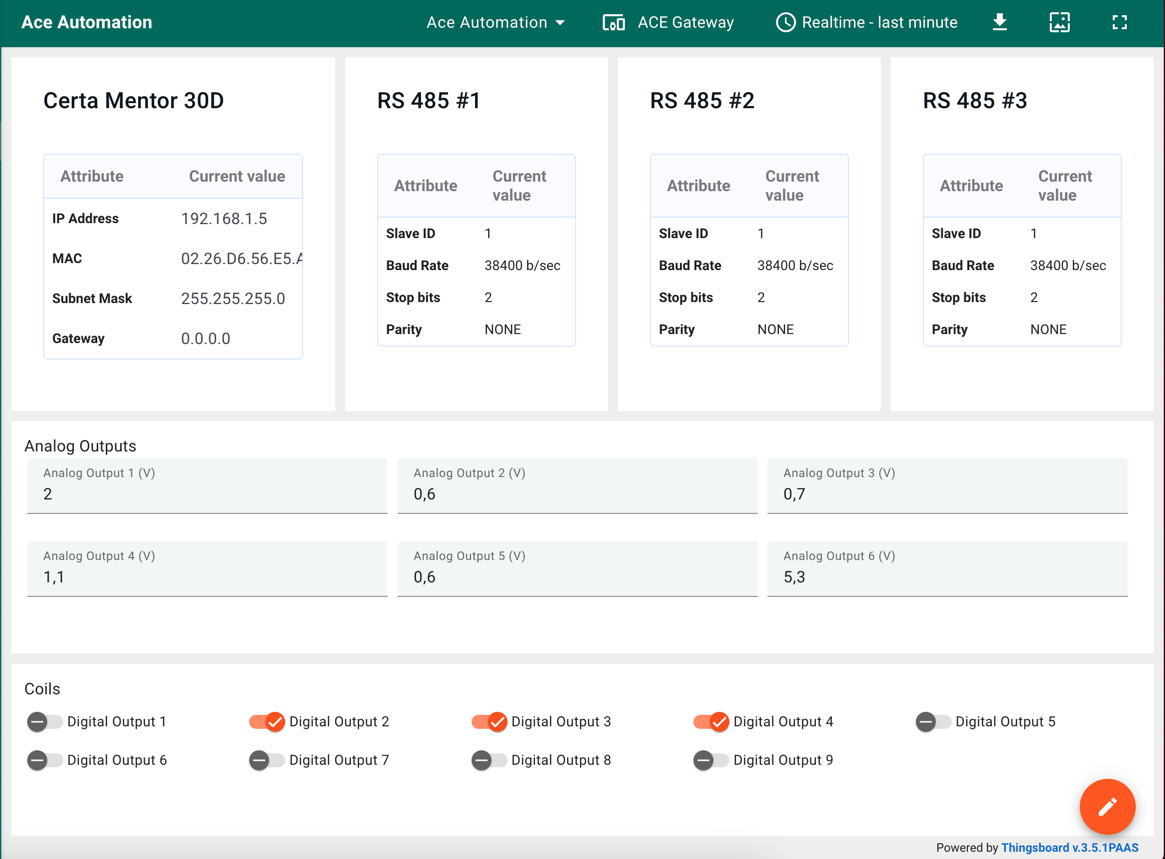 Ace Automation
Ace Automation
ACE Gateway
Realtime - last minute
Certa Mentor 30D
Attribute Current value
IP Address 192.168.1.5
MAC 02.26.D6.56.E5.A
Subnet Mask 255.255.255.0
Gateway 0.0.0.0
RS 485 #1
Attribute Current value
Slave ID 1
Baud Rate 38400 b/sec
Stop bits 2
Parity NONE
RS 485 #2
Attribute Current value
Slave ID 1
Baud Rate 38400 b/sec
Stop bits 2
Parity NONE
RS 485 #3
Attribute Current value
Slave ID 1
Baud Rate 38400 b/sec
Stop bits 2
Parity NONE
Analog Outputs
Analog Output 1 (V)
2
Analog Output 2 (V)
0,6
Analog Output 3 (V)
0,7
Analog Output 4 (V)
1,1
Analog Output 5 (V)
0,6
Analog Output 6 (V)
5,3
Coils
Digital Output 1
Digital Output 2
Digital Output 3
Digital Output 4
Digital Output 5
Digital Output 6
Digital Output 7
Digital Output 8
Digital Output 9
Powered by Thingsboard v.3.5.1PAAS